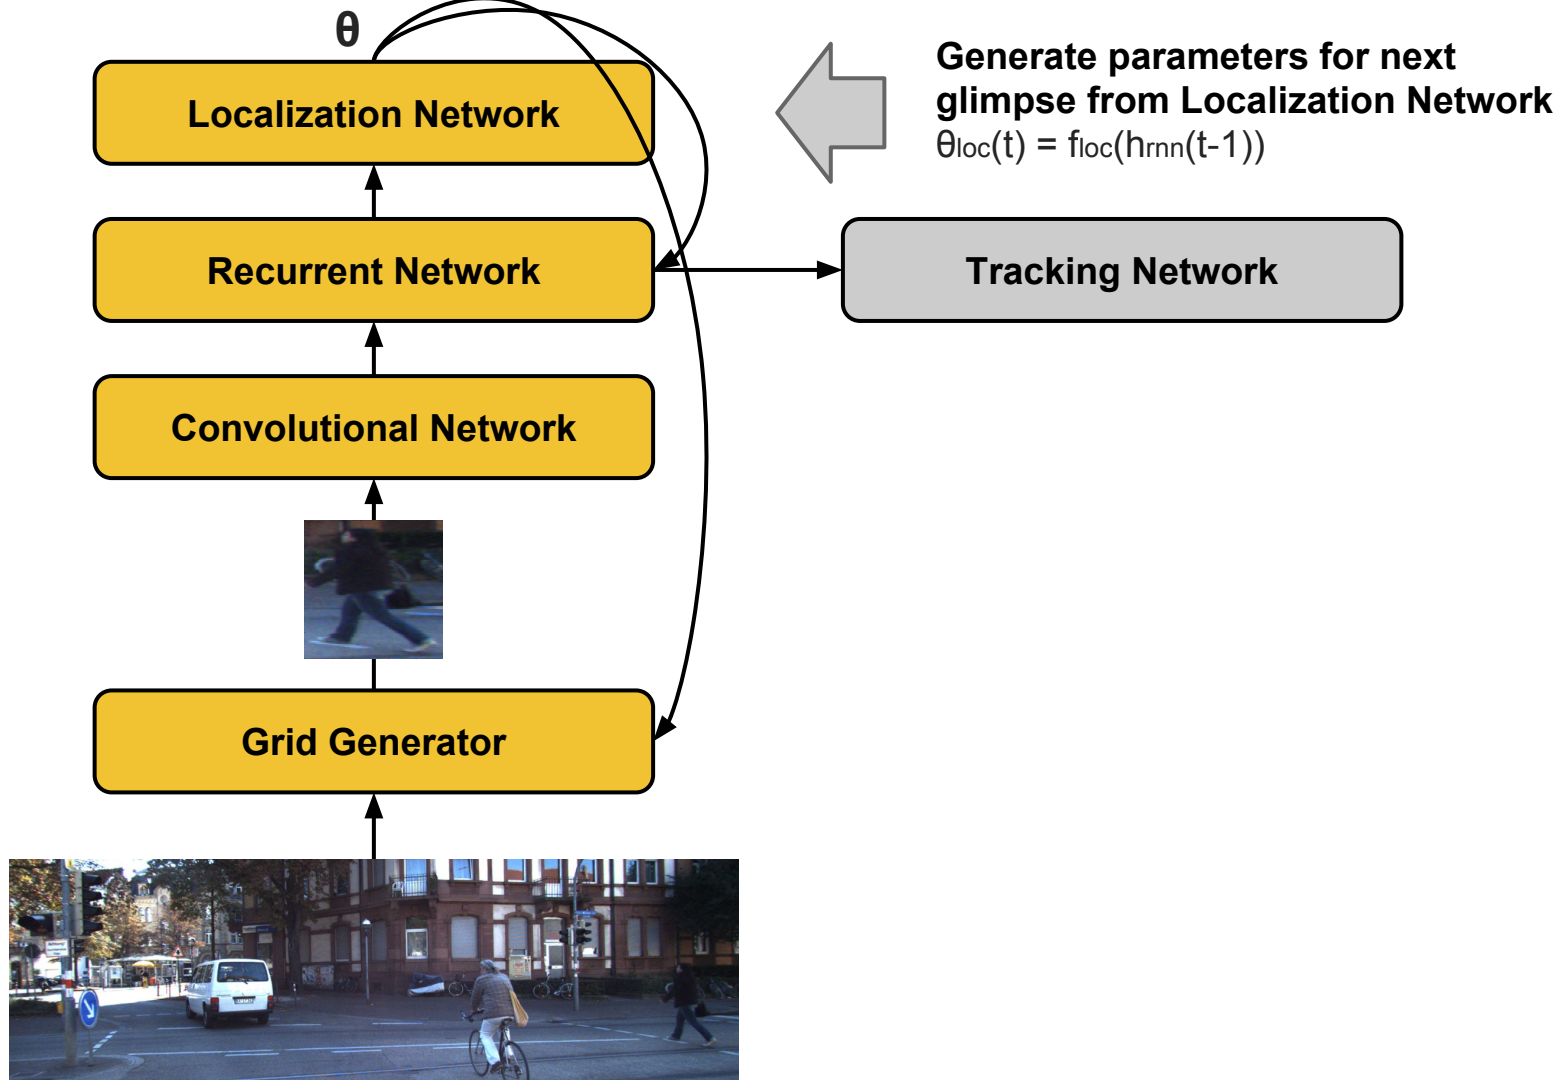 θ
Localization Network
Generate parameters for next
glimpse from Localization Network
θloc(t) = floc(hrnn(t-1))
Recurrent Network
Tracking Network
Convolutional Network
Grid Generator